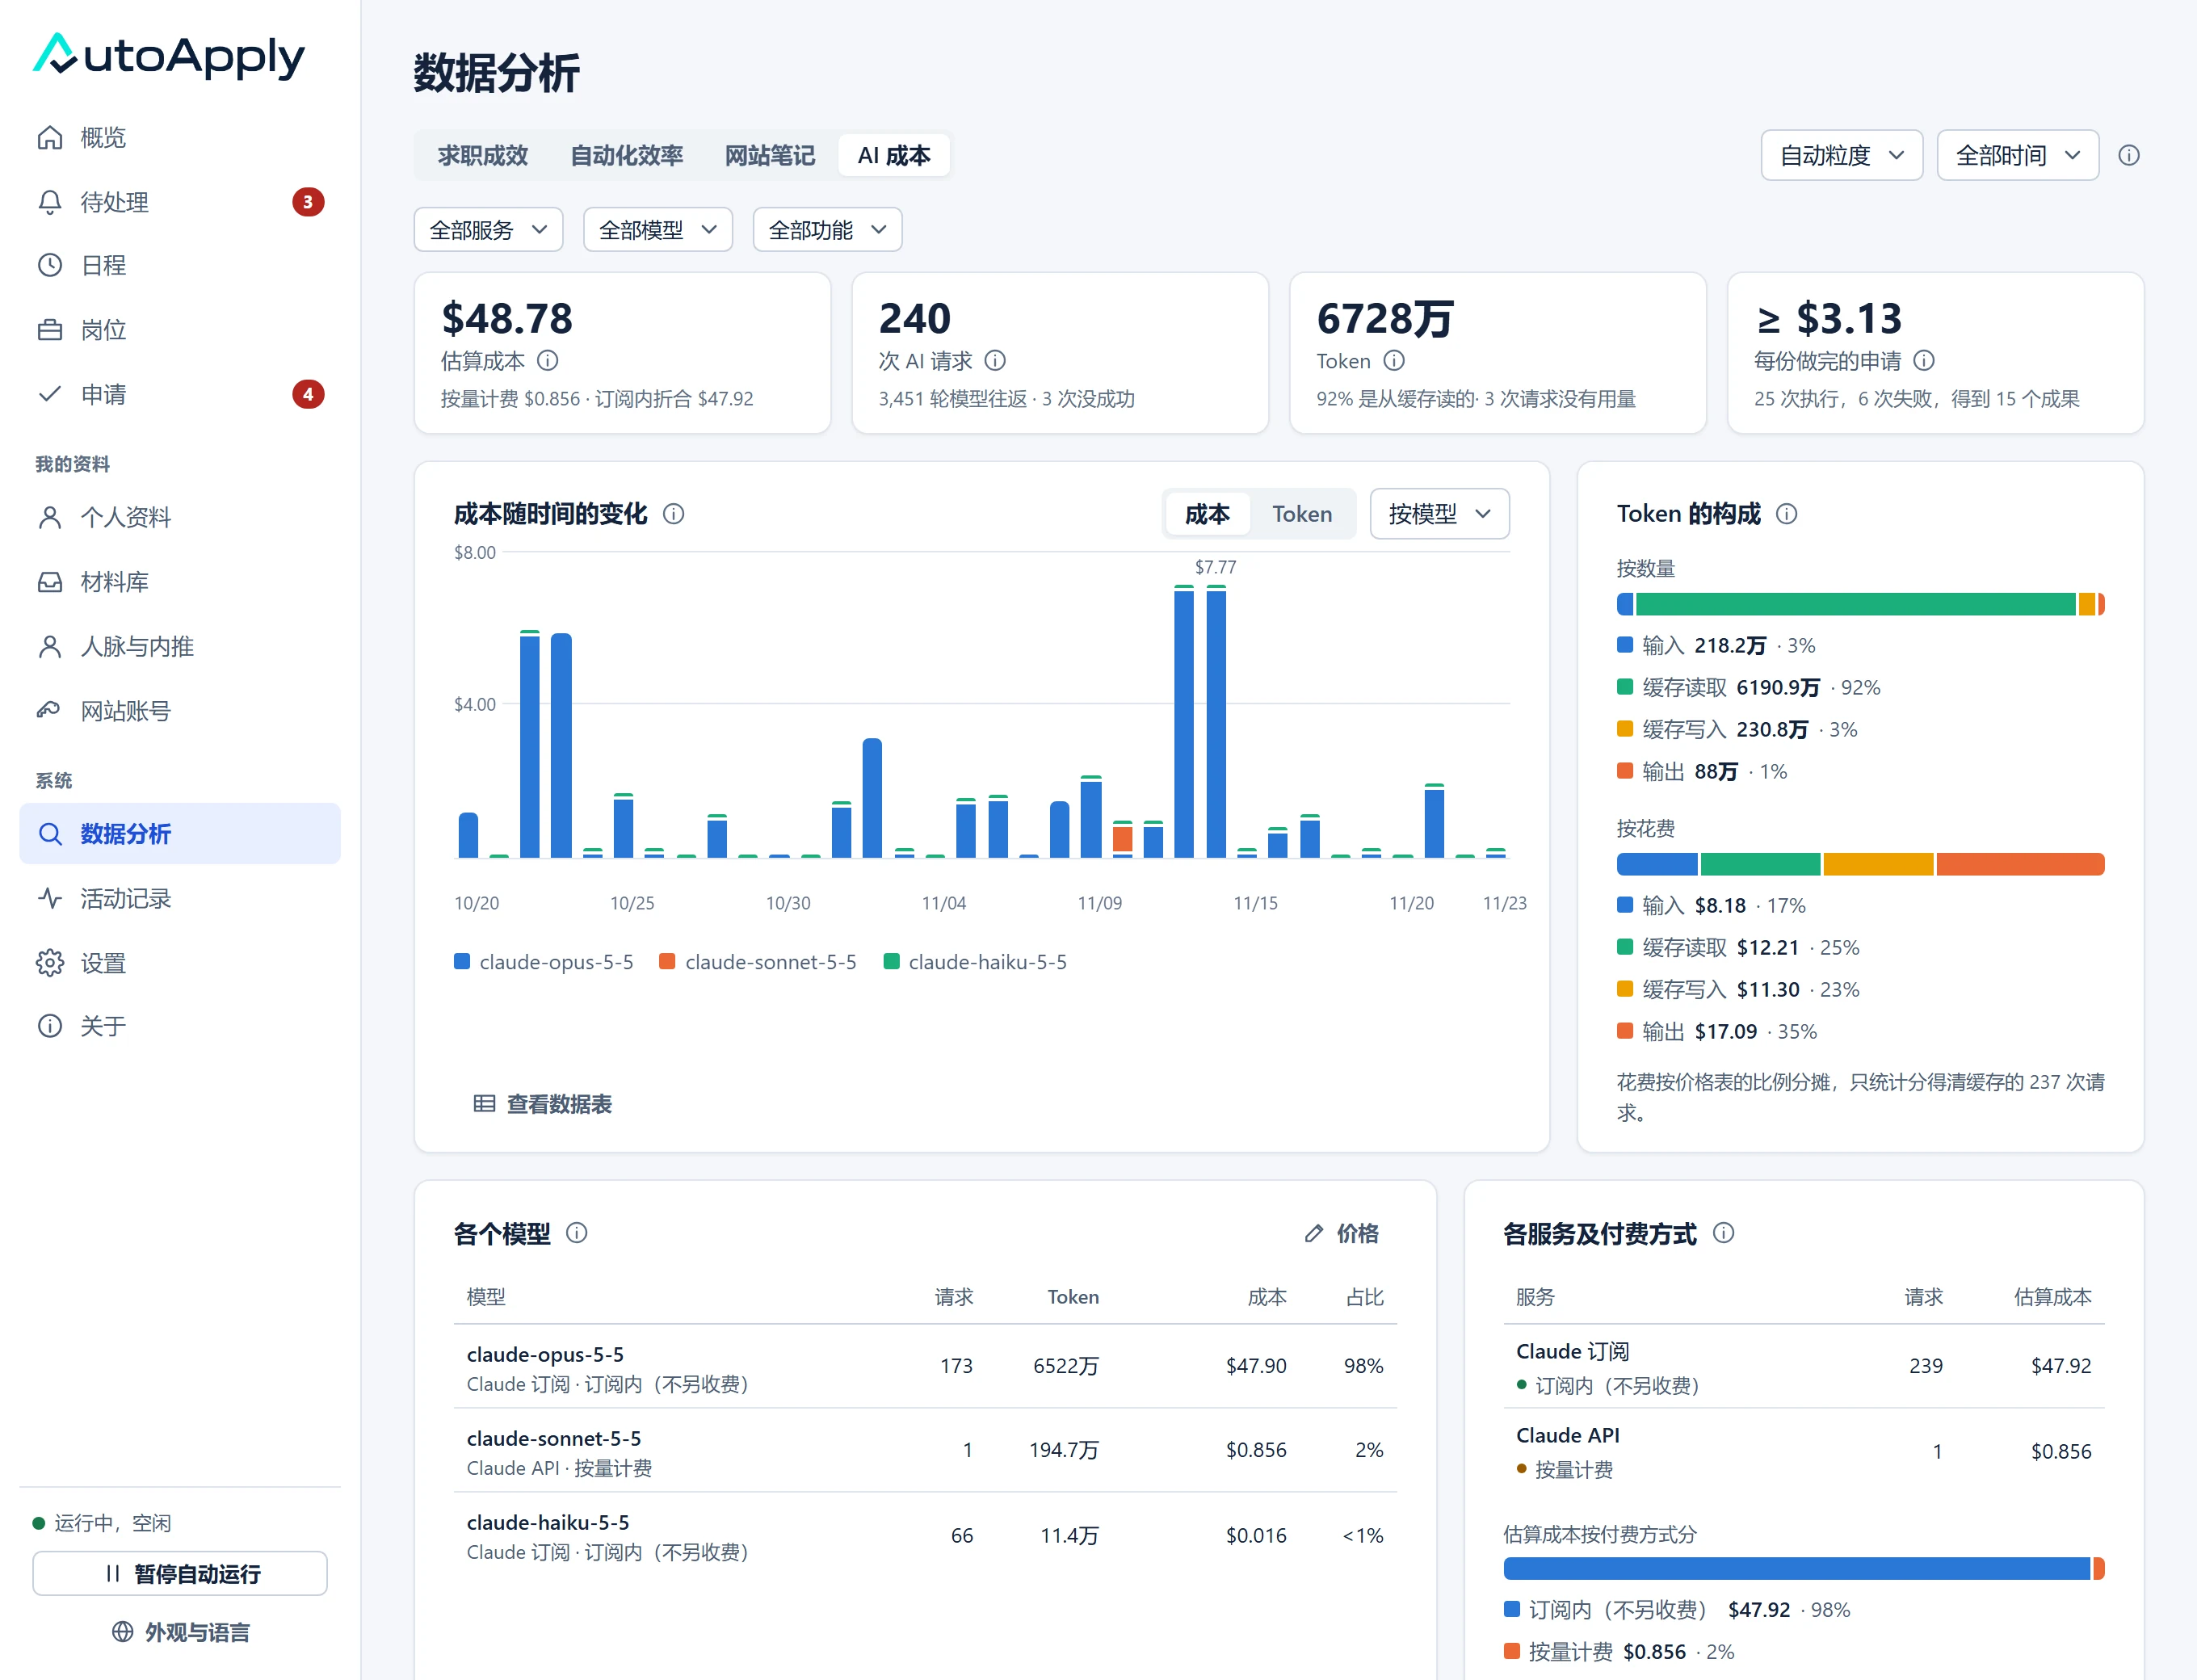 AutoApply
概览
待处理 3
日程
岗位
申请 4
我的资料
个人资料
材料库
人脉与内推
网站账号
系统
数据分析
活动记录
设置
关于
运行中，空闲
暂停自动运行
外观与语言
数据分析
求职成效 自动化效率 网站笔记 AI 成本
自动粒度 全部时间
全部服务 全部模型 全部功能
$48.78
估算成本
按量计费 $0.856 · 订阅内折合 $47.92
240
次 AI 请求
3,451 轮模型往返 · 3 次没成功
6728万
Token
92% 是从缓存读的· 3 次请求没有用量
≥ $3.13
每份做完的申请
25 次执行，6 次失败，得到 15 个成果
成本随时间的变化
成本 Token 按模型
$8.00
$7.77
$4.00
10/20 10/25 10/30 11/04 11/09 11/15 11/20 11/23
claude-opus-5-5 claude-sonnet-5-5 claude-haiku-5-5
查看数据表
Token 的构成
按数量
输入 218.2万 · 3%
缓存读取 6190.9万 · 92%
缓存写入 230.8万 · 3%
输出 88万 · 1%
按花费
输入 $8.18 · 17%
缓存读取 $12.21 · 25%
缓存写入 $11.30 · 23%
输出 $17.09 · 35%
花费按价格表的比例分摊，只统计分得清缓存的 237 次请
求。
各个模型
价格
模型 请求 Token 成本 占比
claude-opus-5-5
Claude 订阅 · 订阅内（不另收费）
173 6522万 $47.90 98%
claude-sonnet-5-5
Claude API · 按量计费
1 194.7万 $0.856 2%
claude-haiku-5-5
Claude 订阅 · 订阅内（不另收费）
66 11.4万 $0.016 <1%
各服务及付费方式
服务 请求 估算成本
Claude 订阅
订阅内（不另收费）
239 $47.92
Claude API
按量计费
1 $0.856
估算成本按付费方式分
订阅内（不另收费） $47.92 · 98%
按量计费 $0.856 · 2%